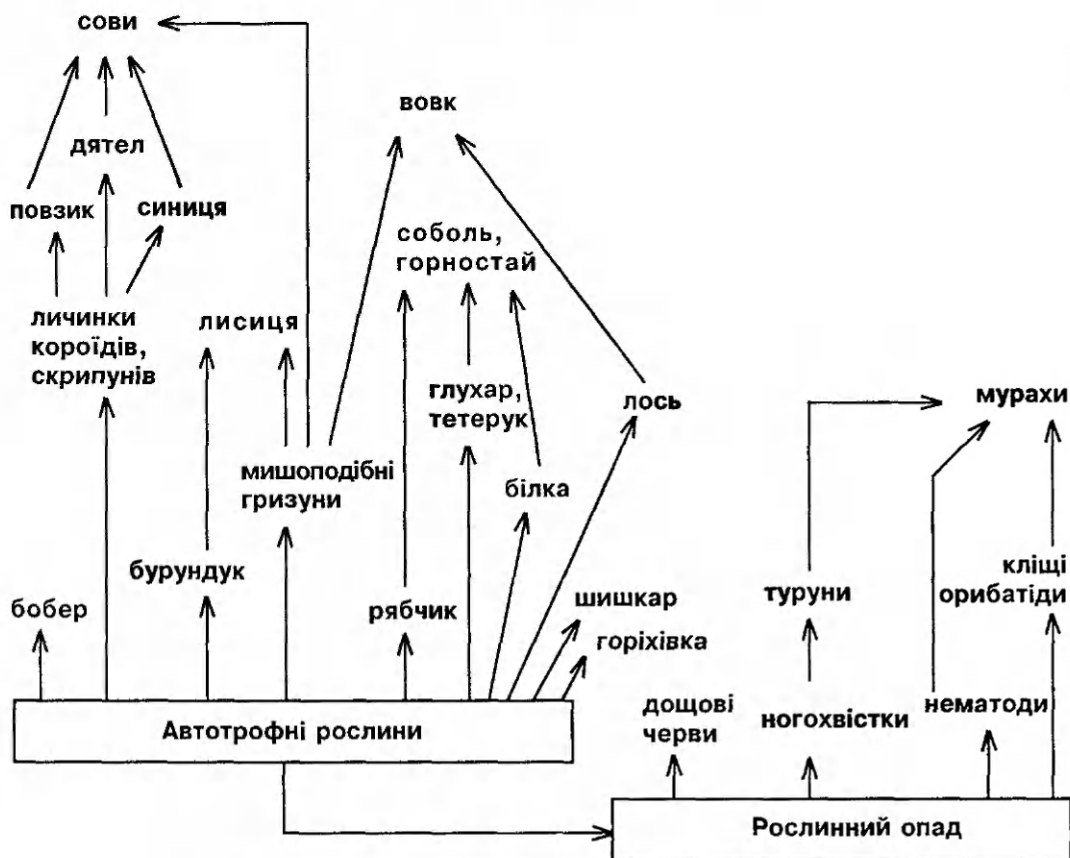 сови
вовк
дятел
повзик
синиця
соболь,
горностай
личинки
короїдів,
скрипунів
лисиця
глухар,
тетерук
лось
мурахи
мишоподібні
гризуни
білка
бурундук
кліщі
орибатіди
бобер
рябчик
шишкар
горіхівка
туруни
дощові
черви
ногохвістки
нематоди
Автотрофні рослини
Рослинний опад